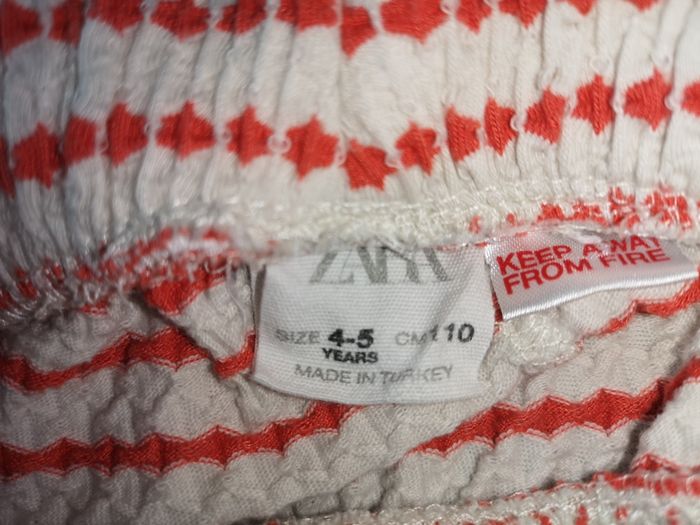 ZARA
SIZE 4-5 CM 110
YEARS
MADE IN TURKEY
KEEP AWAY
FROM FIRE